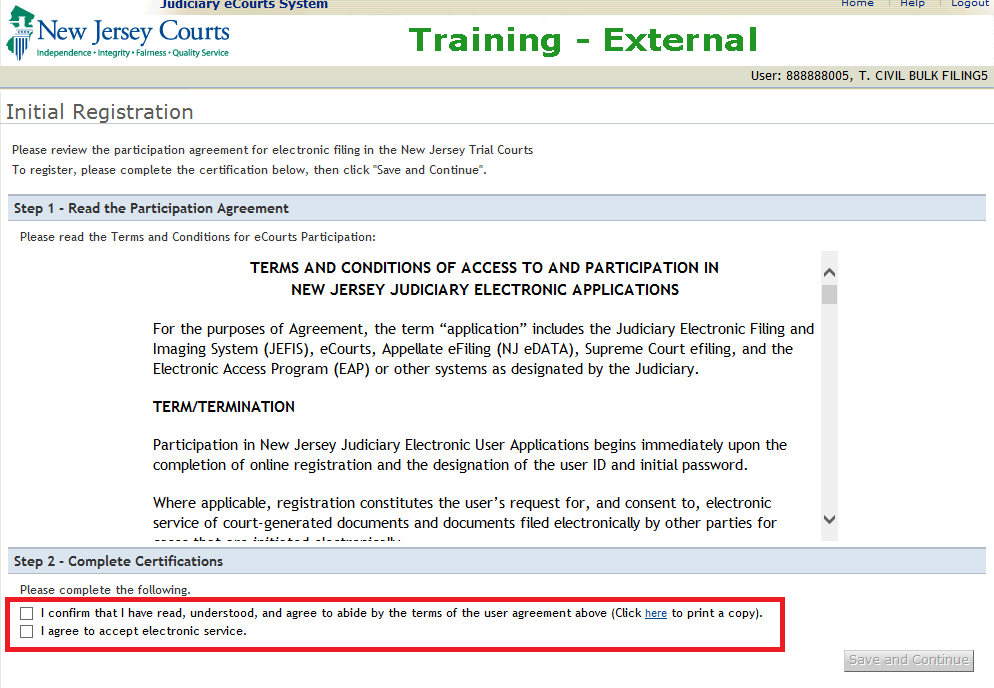 Judiciary eCourts System
Home Help Logout
New Jersey Courts
Independence • Integrity • Fairness • Quality Service
Training - External
User: 888888005, T. CIVIL BULK FILING5
Initial Registration
Please review the participation agreement for electronic filing in the New Jersey Trial Courts
To register, please complete the certification below, then click "Save and Continue".
Step 1 - Read the Participation Agreement
Please read the Terms and Conditions for eCourts Participation:
TERMS AND CONDITIONS OF ACCESS TO AND PARTICIPATION IN
NEW JERSEY JUDICIARY ELECTRONIC APPLICATIONS
For the purposes of Agreement, the term “application” includes the Judiciary Electronic Filing and
Imaging System (JEFIS), eCourts, Appellate eFiling (NJ eDATA), Supreme Court efiling, and the
Electronic Access Program (EAP) or other systems as designated by the Judiciary.
TERM/TERMINATION
Participation in New Jersey Judiciary Electronic User Applications begins immediately upon the
completion of online registration and the designation of the user ID and initial password.
Where applicable, registration constitutes the user’s request for, and consent to, electronic
service of court-generated documents and documents filed electronically by other parties for
cases that are initiated electronically.
Step 2 - Complete Certifications
Please complete the following.
I confirm that I have read, understood, and agree to abide by the terms of the user agreement above (Click here to print a copy).
I agree to accept electronic service.
Save and Continue